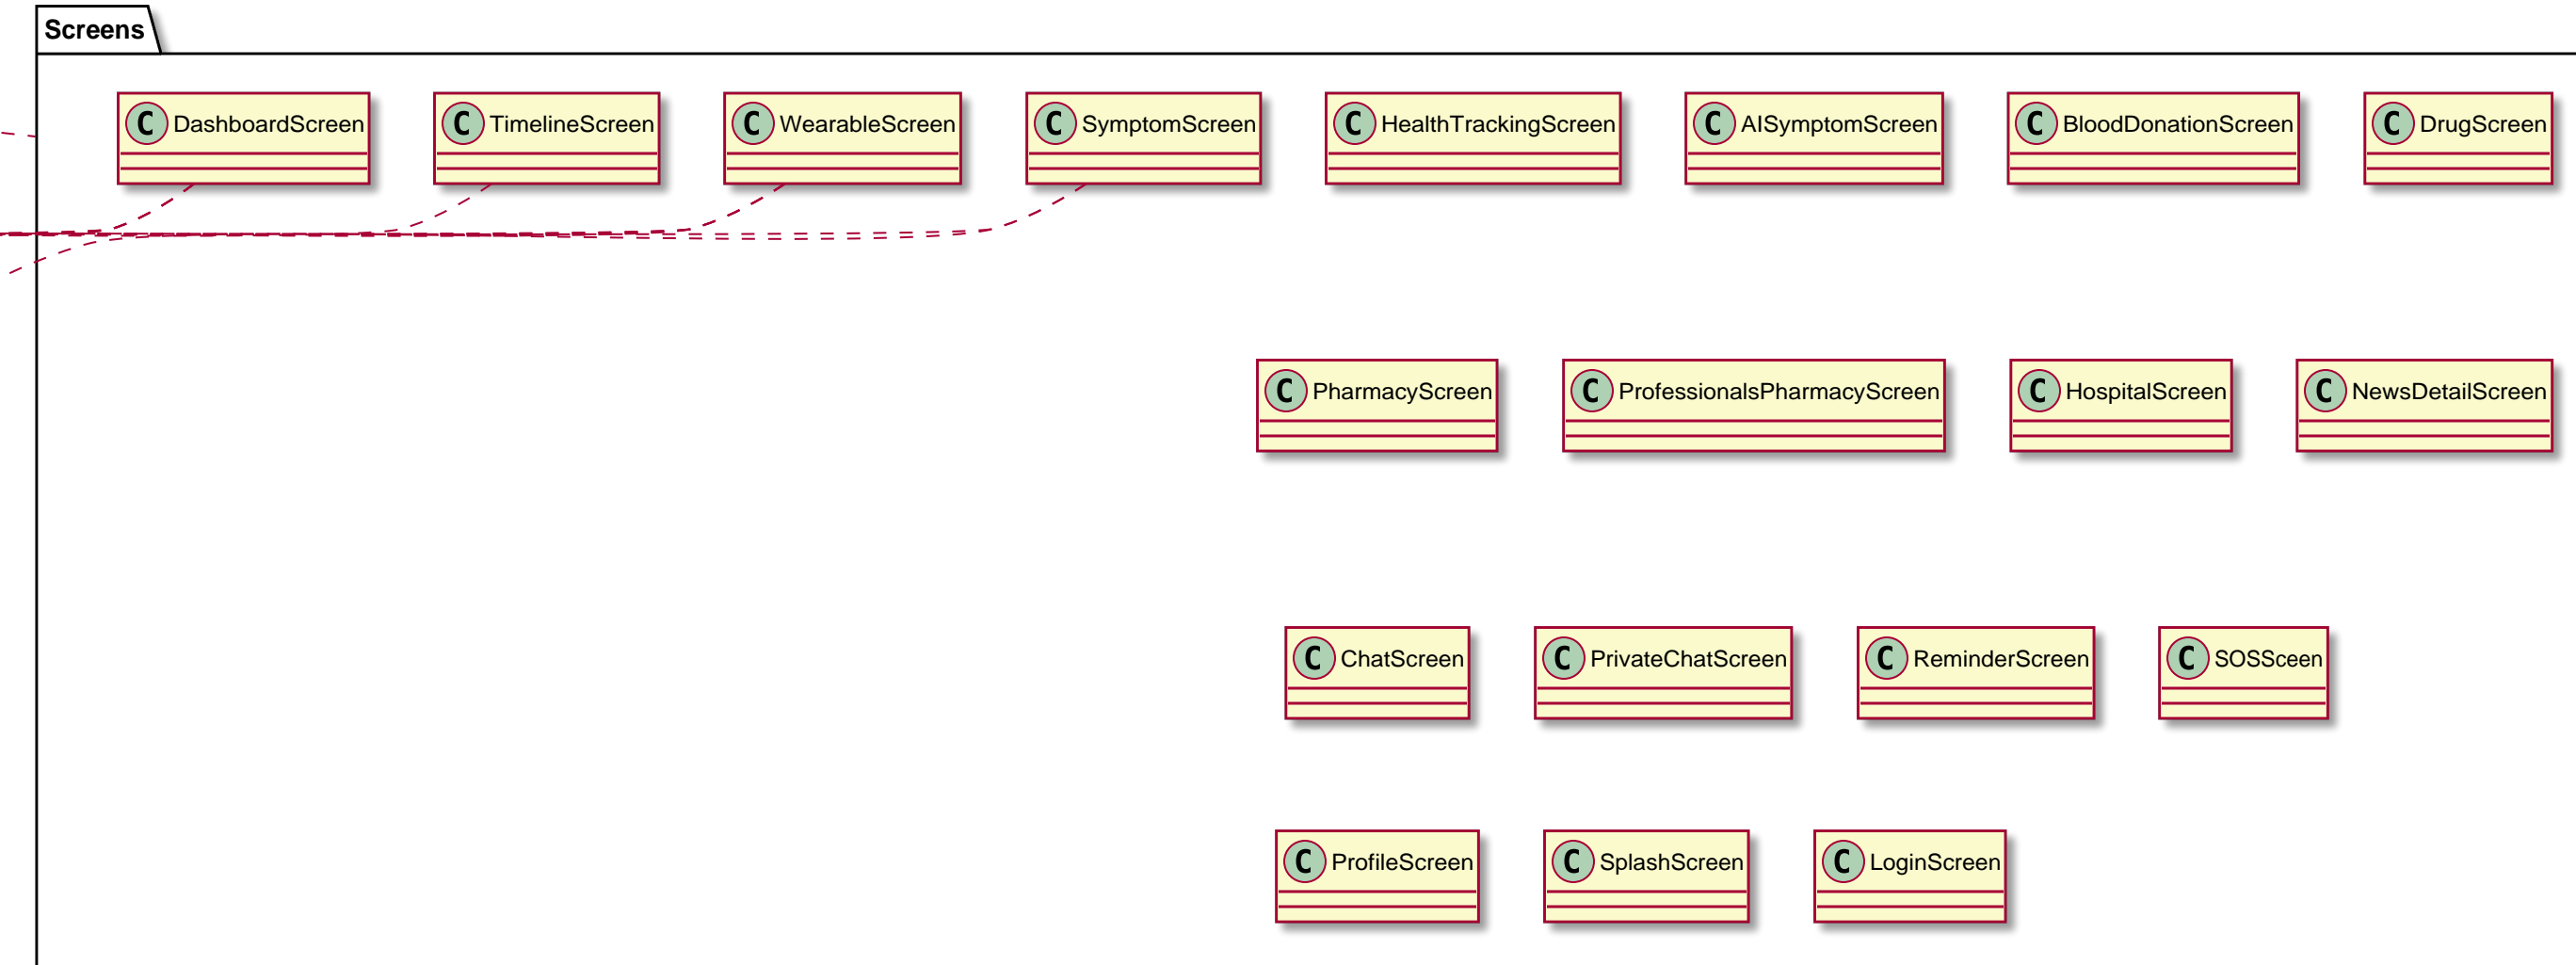 Screens
C DashboardScreen
C TimelineScreen
C WearableScreen
C SymptomScreen
C HealthTrackingScreen
C AISymptomScreen
C BloodDonationScreen
C DrugScreen
C PharmacyScreen
C ProfessionalsPharmacyScreen
C HospitalScreen
C NewsDetailScreen
C ChatScreen
C PrivateChatScreen
C ReminderScreen
C SOSSceen
C ProfileScreen
C SplashScreen
C LoginScreen